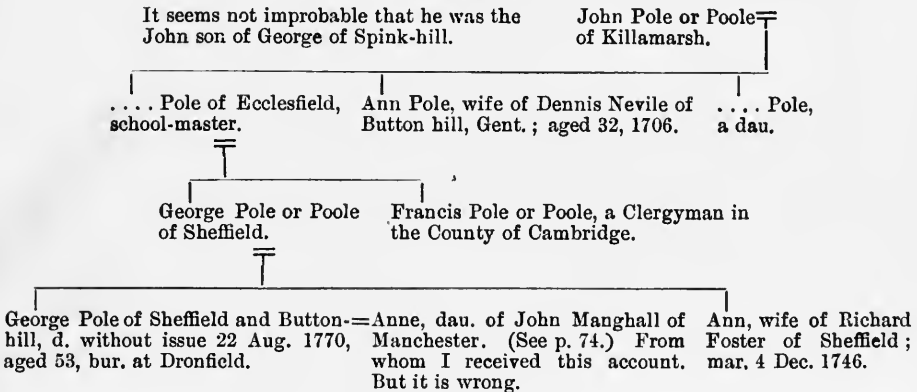 It seems not improbable that he was the
John son of George of Spink-hill.
John Pole or Poole=
of Killamarsh.
. . . . Pole of Ecclesfield,
school-master.
Ann Pole, wife of Dennis Nevile of
Button hill, Gent. ; aged 32, 1706.
. . . . Pole,
a dau.
George Pole or Poole
of Sheffield.
Francis Pole or Poole, a Clergyman in
the County of Cambridge.
George Pole of Sheffield and Button-=
hill, d. without issue 22 Aug. 1770,
aged 53, bur. at Dronfield.
Anne, dau. of John Manghall of
Manchester. (See p. 74.) From
whom I received this account.
But it is wrong.
Ann, wife of Richard
Foster of Sheffield ;
mar. 4 Dec. 1746.